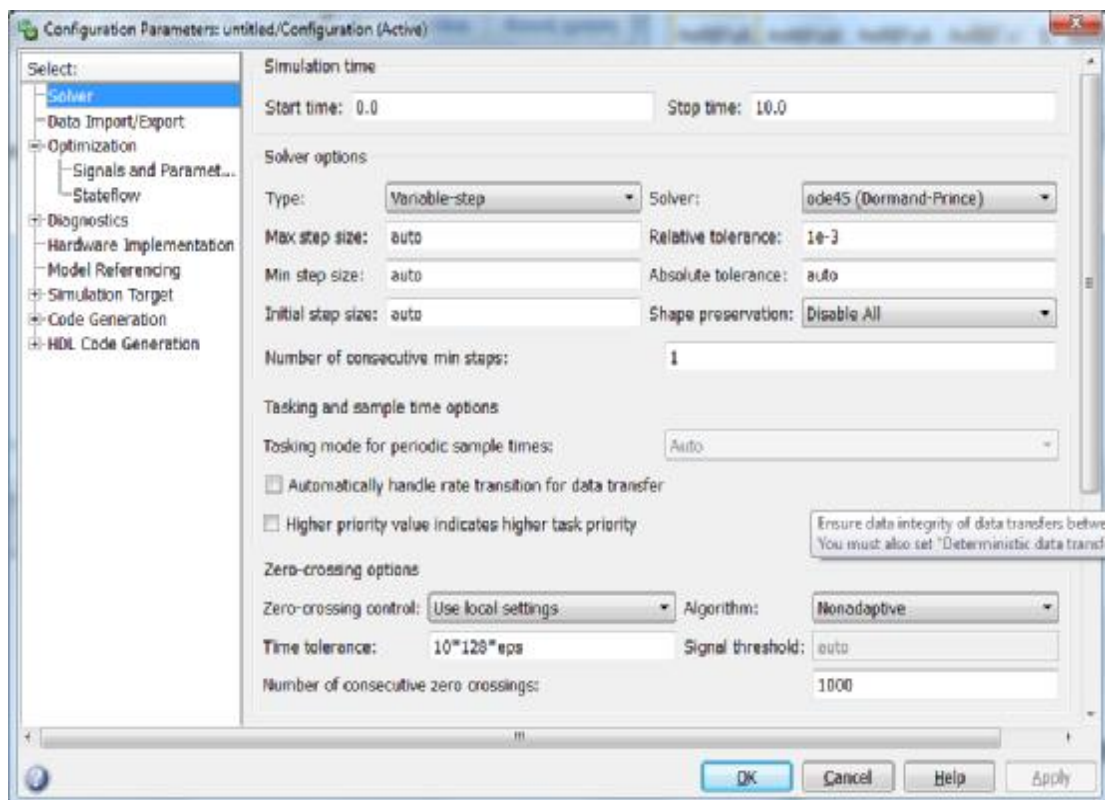 Configuration Parameters: untitled/Configuration (Active)
Select:
Solver
Data Import/Export
Optimization
Signals and Paramet...
Stateflow
Diagnostics
Hardware Implementation
Model Referencing
Simulation Target
Code Generation
HDL Code Generation
Simulation time
Start time: 0.0 Stop time: 10.0
Solver options
Type: Variable-step Solver: ode45 (Dormand-Prince)
Max step size: auto Relative tolerance: 1e-3
Min step size: auto Absolute tolerance: auto
Initial step size: auto Shape preservation: Disable All
Number of consecutive min steps: 1
Tasking and sample time options
Tasking mode for periodic sample times: Auto
Automatically handle rate transition for data transfer
Higher priority value indicates higher task priority
Ensure data integrity of data transfers betwe
You must also set "Deterministic data transf
Zero-crossing options
Zero-crossing control: Use local settings Algorithm: Nonadaptive
Time tolerance: 10*128*eps Signal threshold: auto
Number of consecutive zero crossings: 1000
OK Cancel Help Apply